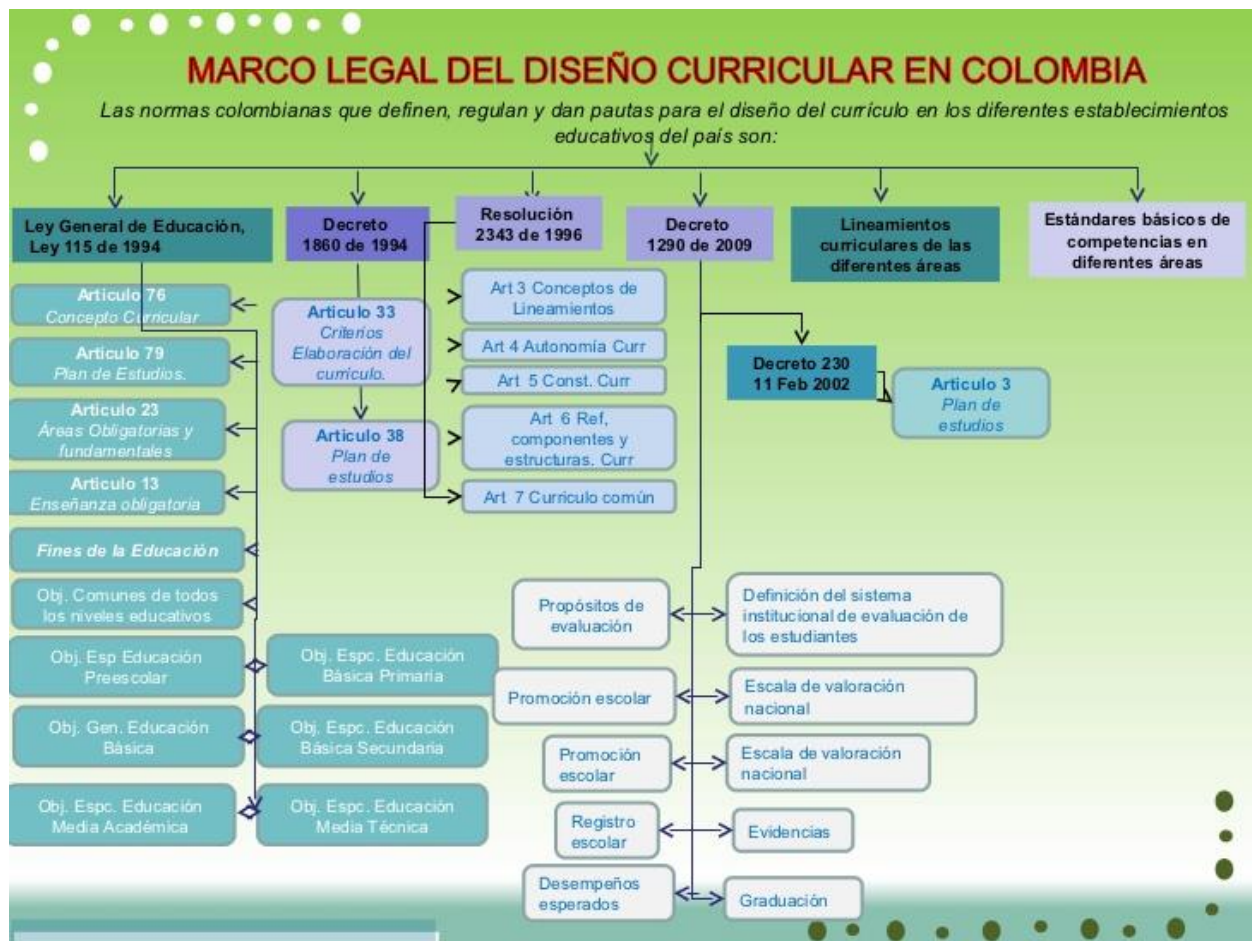 MARCO LEGAL DEL DISEÑO CURRICULAR EN COLOMBIA
Las normas colombianas que definen, regulan y dan pautas para el diseño del currículo en los diferentes establecimientos
educativos del país son:
Ley General de Educación,
Ley 115 de 1994
Articulo 76
Concepto Curricular
Artículo 79
Plan de Estudios.
Artículo 23
Áreas Obligatorias y
fundamentales
Artículo 13
Enseñanza obligatoria
Fines de la Educación
Obj. Comunes de todos
los niveles educativos
Obj. Esp Educación
Preescolar
Obj. Espc. Educación
Básica Primaria
Obj. Gen. Educación
Básica
Obj. Espc. Educación
Básica Secundaria
Obj. Espc. Educación
Media Académica
Obj. Espc. Educación
Media Técnica
Decreto
1860 de 1994
Artículo 33
Criterios
Elaboración del
currículo.
Artículo 38
Plan de
estudios
Resolución
2343 de 1996
Art 3 Conceptos de
Lineamientos
Art 4 Autonomía Curr
Art 5 Const. Curr
Art 6 Ref,
componentes y
estructuras. Curr
Art 7 Curriculo común
Decreto
1290 de 2009
Decreto 230
11 Feb 2002
Artículo 3
Plan de
estudios
Propósitos de
evaluación
Definición del sistema
institucional de evaluación de
los estudiantes
Promoción escolar
Escala de valoración
nacional
Promoción
escolar
Escala de valoración
nacional
Registro
escolar
Evidencias
Desempeños
esperados
Graduación
Lineamientos
curriculares de las
diferentes áreas
Estándares básicos de
competencias en
diferentes áreas